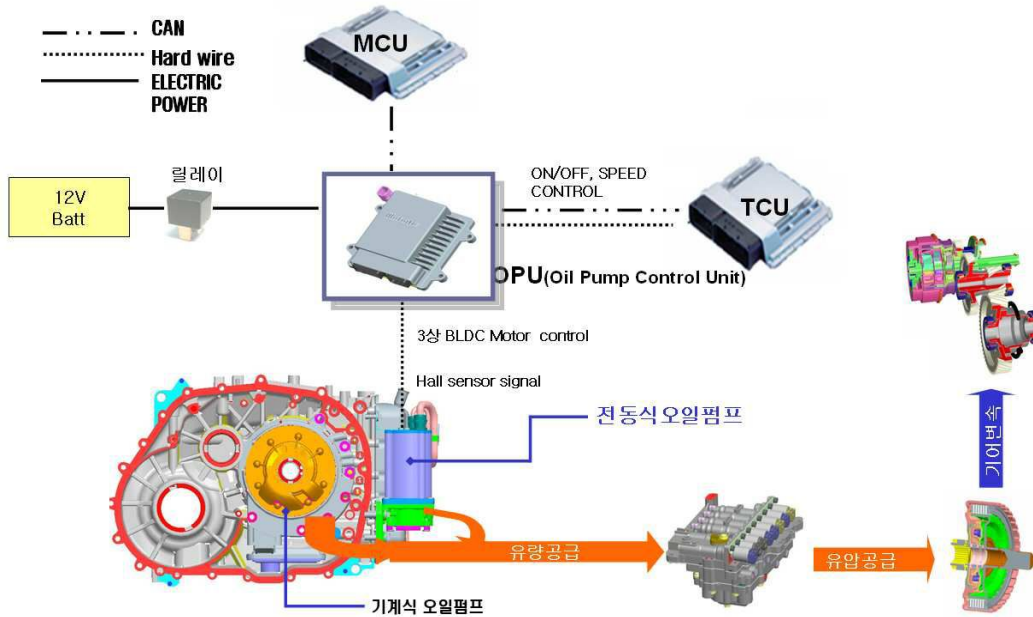 CAN
Hard wire
ELECTRIC
POWER
MCU
릴레이
12V
Batt
ON/OFF, SPEED
CONTROL
TCU
OPU(Oil Pump Control Unit)
3상 BLDC Motor control
Hall sensor signal
전동식오일펌프
기어변속
유량공급
유압공급
기계식 오일펌프